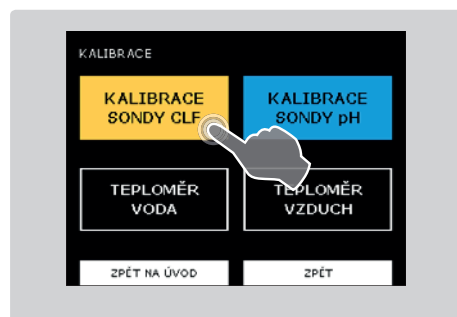 KALIBRACE
KALIBRACE
SONDY CLF
KALIBRACE
SONDY pH
TEPLOMĚR
VODA
TEPLOMĚR
VZDUCH
ZPĚT NA ÚVOD
ZPĚT